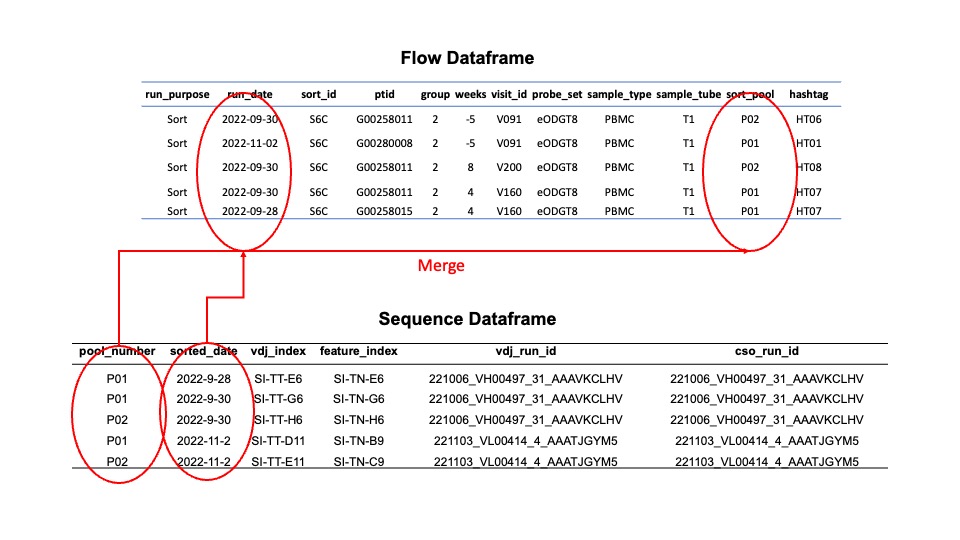 Flow Dataframe
run_purpose run_date sort_id ptid group weeks visit_id probe_set sample_type sample_tube sort_pool hashtag
Sort 2022-09-30 S6C G00258011 2 -5 V091 eODGT8 PBMC T1 P02 HT06
Sort 2022-11-02 S6C G00280008 2 -5 V091 eODGT8 PBMC T1 P01 HT01
Sort 2022-09-30 S6C G00258011 2 8 V200 eODGT8 PBMC T1 P02 HT08
Sort 2022-09-30 S6C G00258011 2 4 V160 eODGT8 PBMC T1 P01 HT07
Sort 2022-09-28 S6C G00258015 2 4 V160 eODGT8 PBMC T1 P01 HT07
Merge
Sequence Dataframe
pool_number sorted_date vdj_index feature_index vdj_run_id cso_run_id
P01 2022-9-28 SI-TT-E6 SI-TN-E6 221006_VH00497_31_AAAVKCLHV 221006_VH00497_31_AAAVKCLHV
P01 2022-9-30 SI-TT-G6 SI-TN-G6 221006_VH00497_31_AAAVKCLHV 221006_VH00497_31_AAAVKCLHV
P02 2022-9-30 SI-TT-H6 SI-TN-H6 221006_VH00497_31_AAAVKCLHV 221006_VH00497_31_AAAVKCLHV
P01 2022-11-2 SI-TT-D11 SI-TN-B9 221103_VL00414_4_AAATJGYM5 221103_VL00414_4_AAATJGYM5
P02 2022-11-2 SI-TT-E11 SI-TN-C9 221103_VL00414_4_AAATJGYM5 221103_VL00414_4_AAATJGYM5